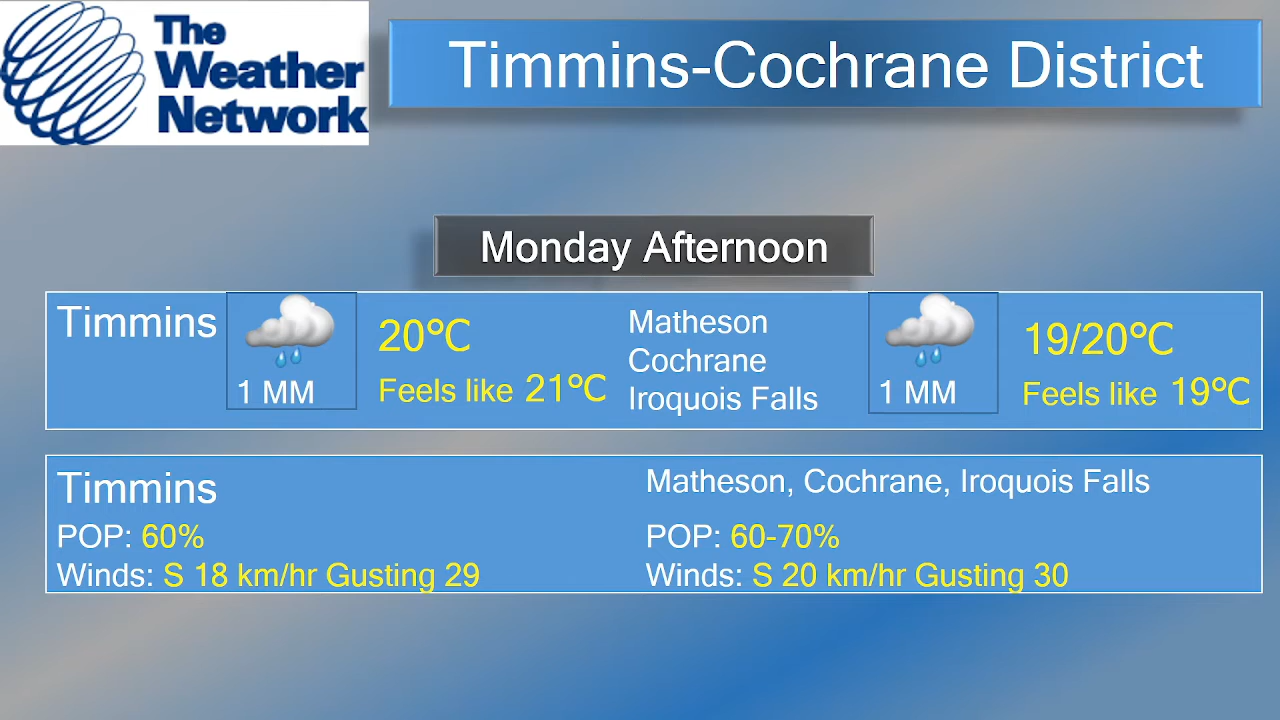 The
Weather
Network
Timmins-Cochrane District
Monday Afternoon
Timmins
1 MM
20°C
Feels like 21°C
Matheson
Cochrane
Iroquois Falls
1 MM
19/20°C
Feels like 19°C
Timmins
POP: 60%
Winds: S 18 km/hr Gusting 29
Matheson, Cochrane, Iroquois Falls
POP: 60-70%
Winds: S 20 km/hr Gusting 30